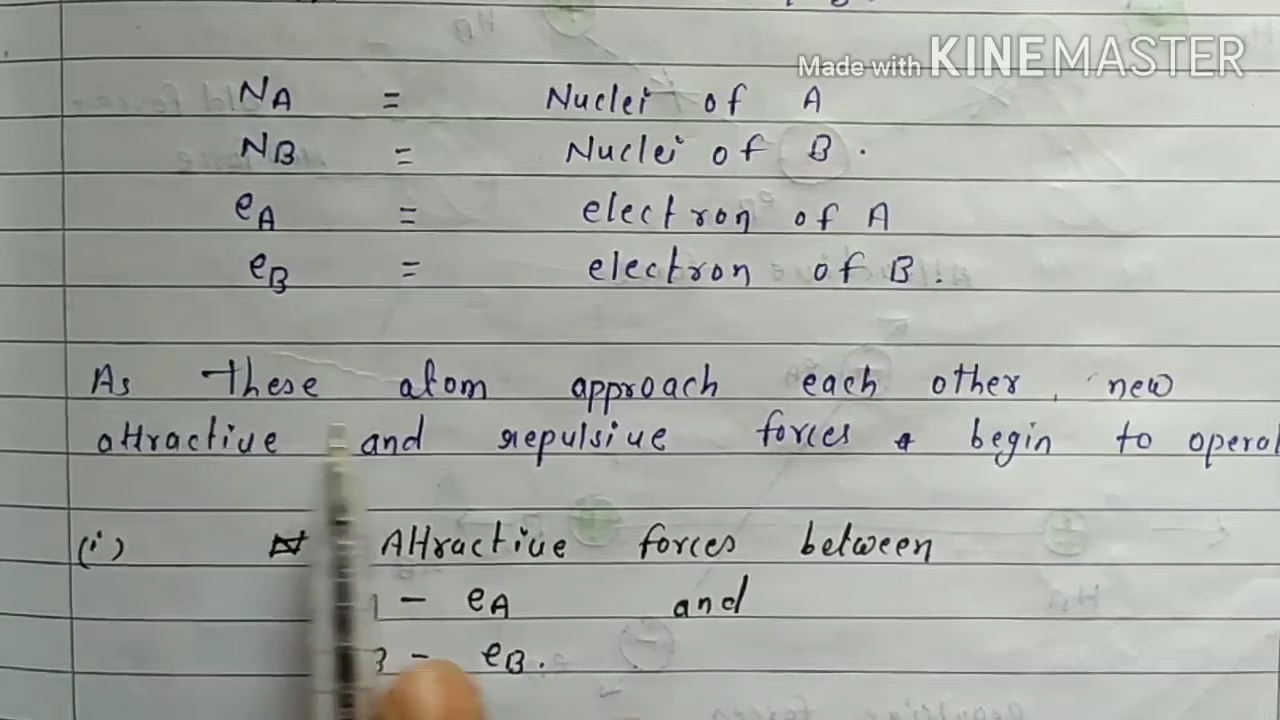 Made with KINEMASTER
NA = Nuclei of A
NB = Nuclei of B.
eA = electron of A
eB = electron of B.
As these atom approach each other, new
attractive and repulsive forces begin to operat
(i) Attractive forces between
- eA and
- eB.